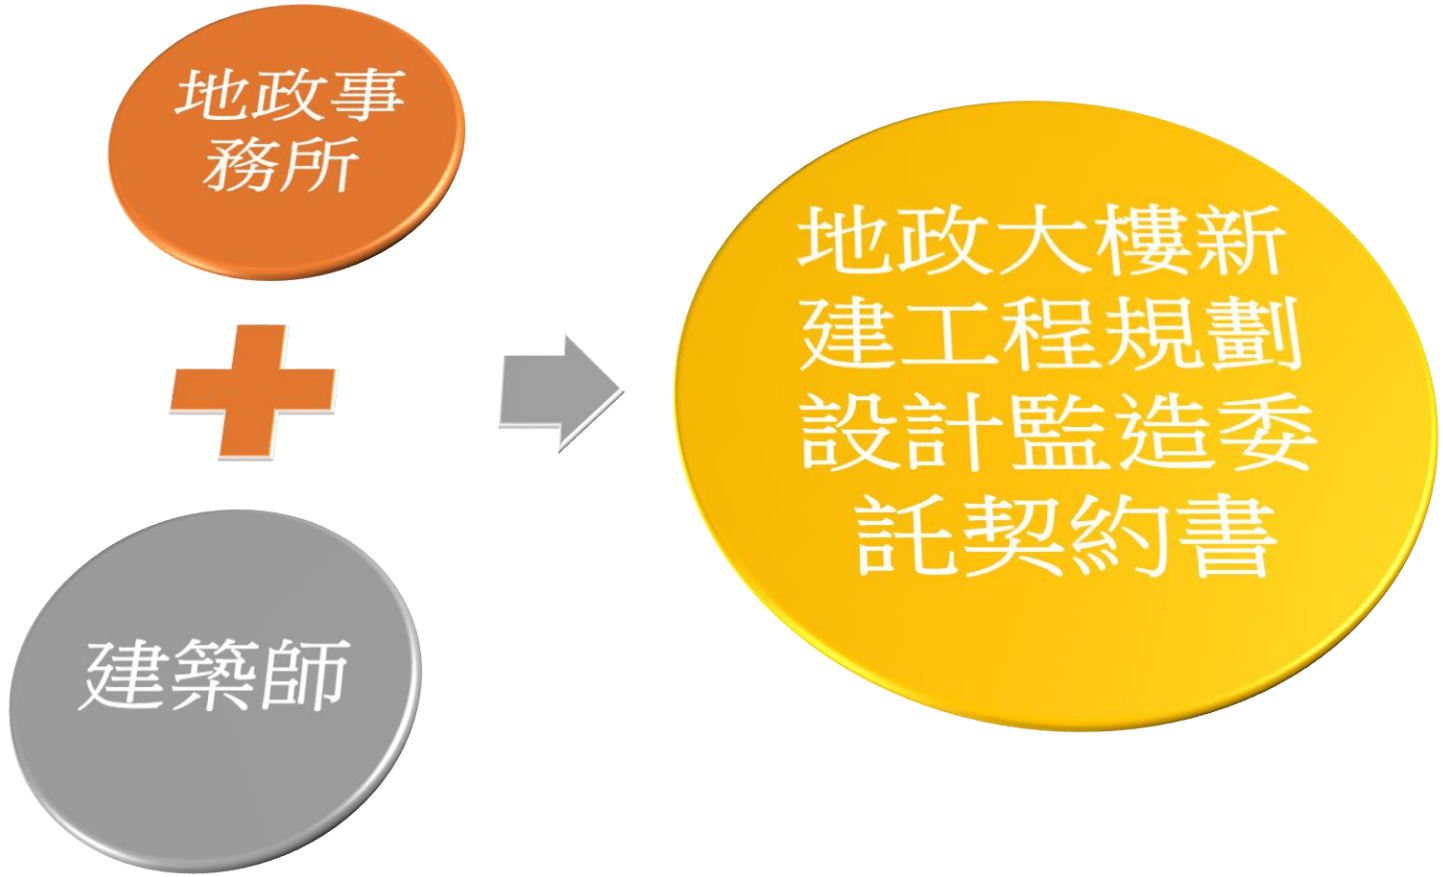 地政事
務所
建築師
地政大樓新
建工程規劃
設計監造委
託契約書